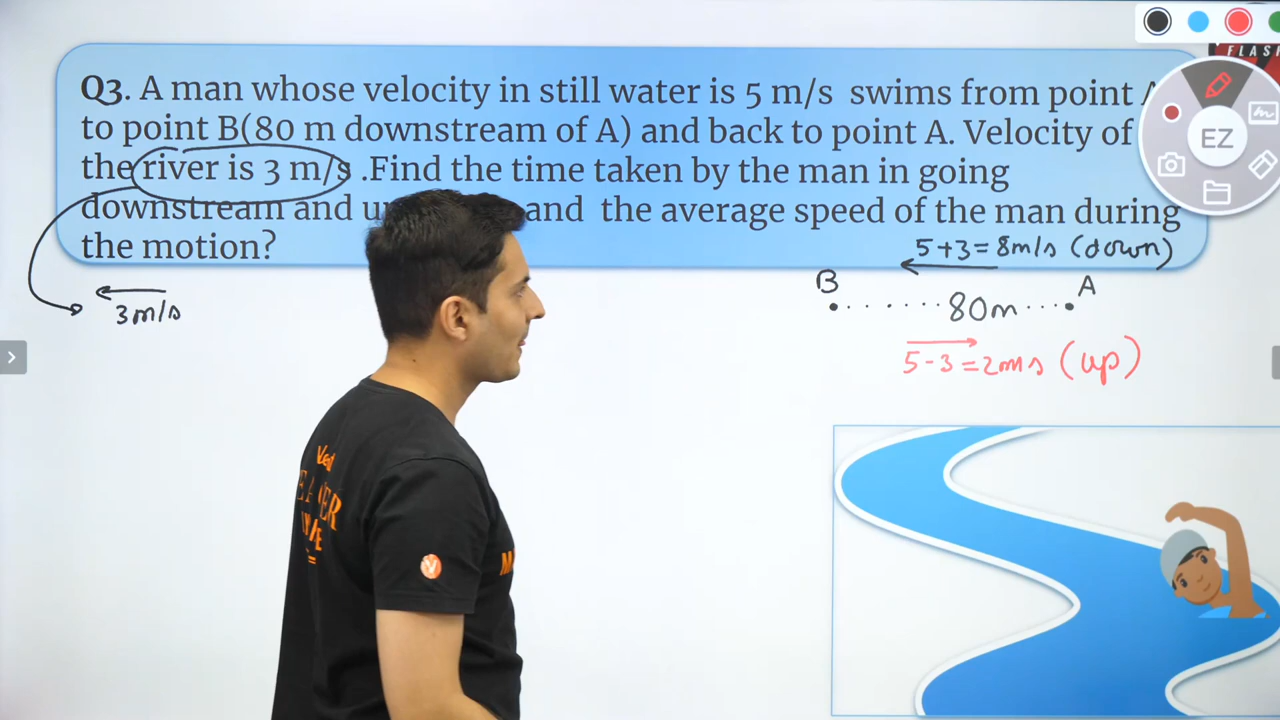 FLASH
Q3. A man whose velocity in still water is 5 m/s swims from point A
to point B(80 m downstream of A) and back to point A. Velocity of
the river is 3 m/s .Find the time taken by the man in going
downstream and and the average speed of the man during
the motion?
EZ
5+3=8m/s (down)
B A
80m
3m/s
5-3=2m s (up)
V